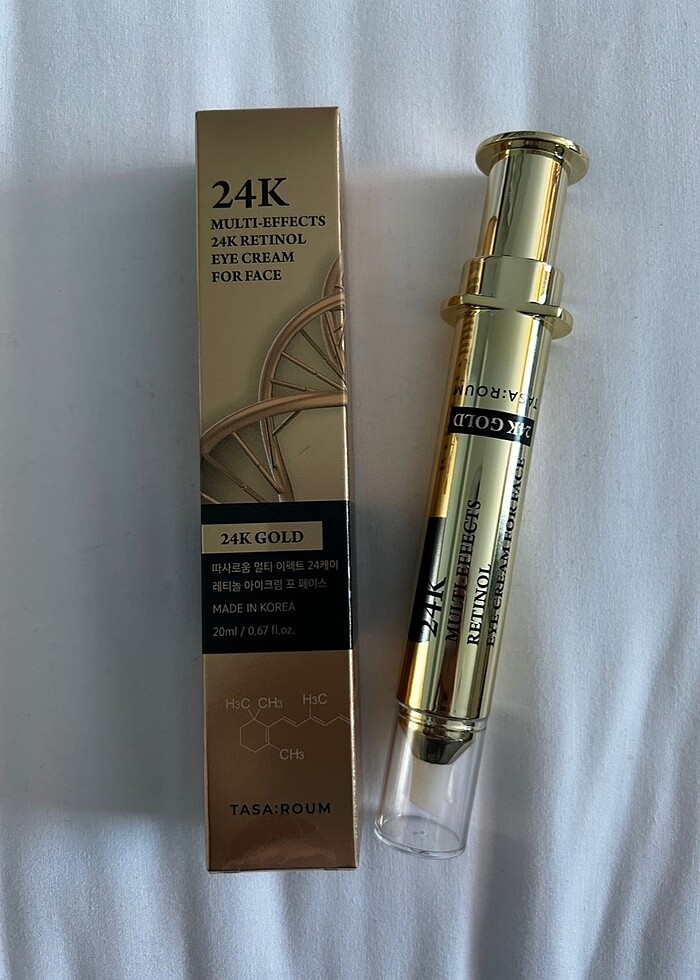 24K
MULTI-EFFECTS
24K RETINOL
EYE CREAM
FOR FACE
24K GOLD
따사로움 멀티 이펙트 24케이
레티놀 아이크림 포 페이스
MADE IN KOREA
20ml / 0.67 fl.oz.
H₃C CH₃ H₃C
CH₃
TASA:ROUM
TASA:ROUM
24K GOLD
24K
MULTI-EFFECTS
RETINOL
EYE CREAM FOR FACE